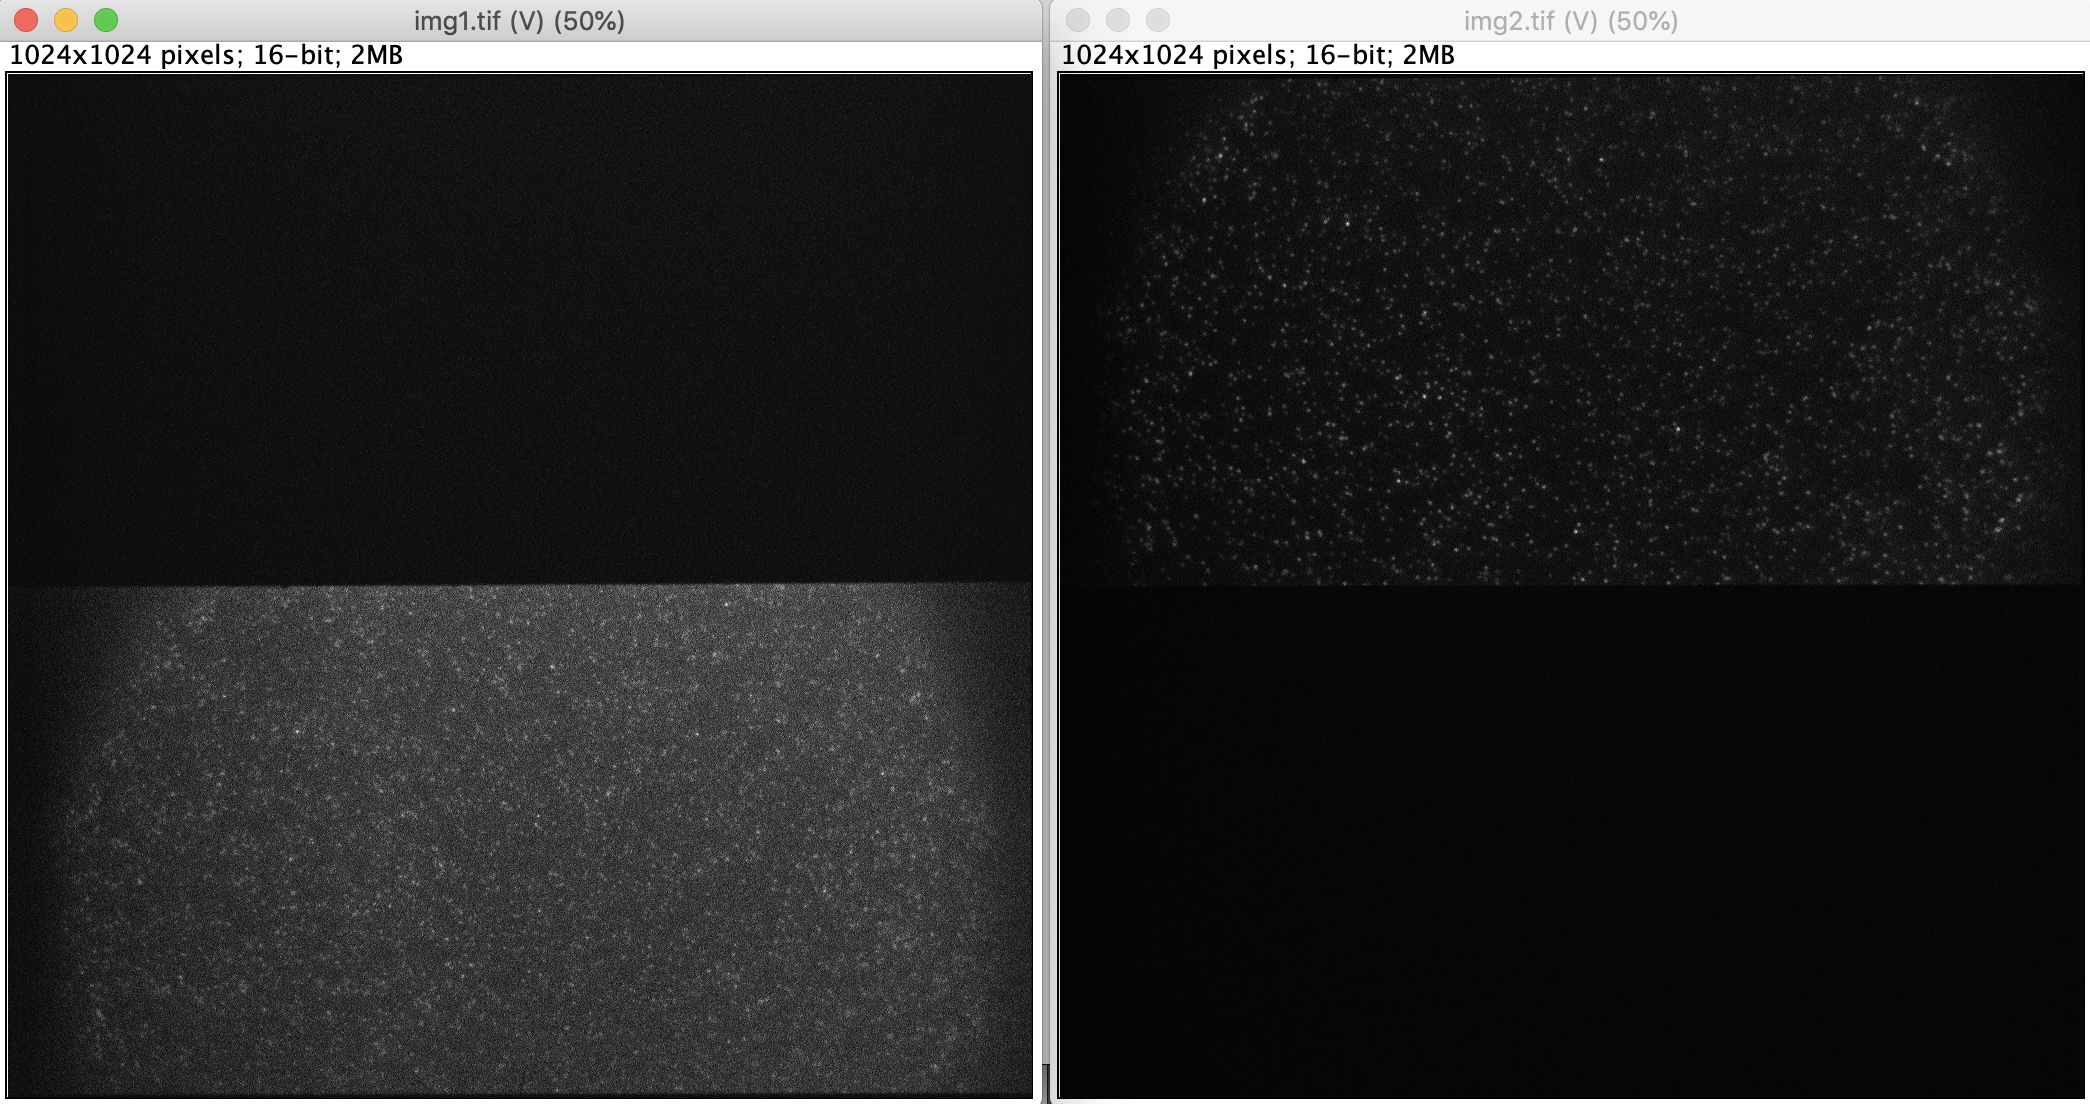 img1.tif (V) (50%)
1024x1024 pixels; 16-bit; 2MB
img2.tif (V) (50%)
1024x1024 pixels; 16-bit; 2MB